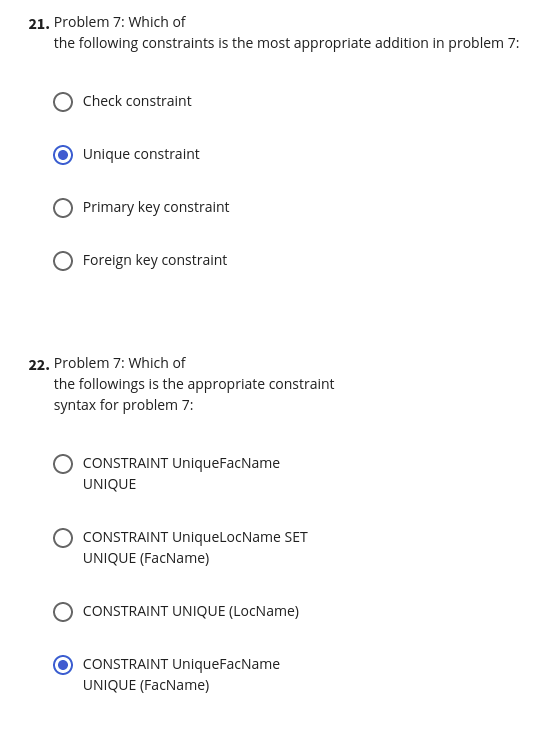 21. Problem 7: Which of
the following constraints is the most appropriate addition in problem 7:
Check constraint
Unique constraint
Primary key constraint
Foreign key constraint
22. Problem 7: Which of
the followings is the appropriate constraint
syntax for problem 7:
CONSTRAINT UniqueFacName
UNIQUE
CONSTRAINT UniqueLocName SET
UNIQUE (FacName)
CONSTRAINT UNIQUE (LocName)
CONSTRAINT UniqueFacName
UNIQUE (FacName)